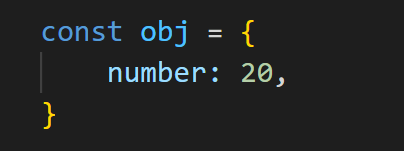 const obj = {
    number: 20,
}